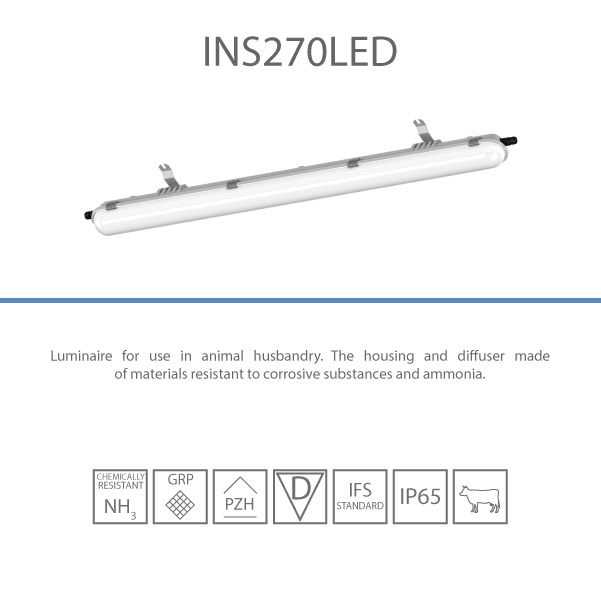 INS270LED
Luminaire for use in animal husbandry. The housing and diffuser made
of materials resistant to corrosive substances and ammonia.
CHEMICALLY
RESISTANT
NH3
GRP
PZH
D
IFS
STANDARD
IP65